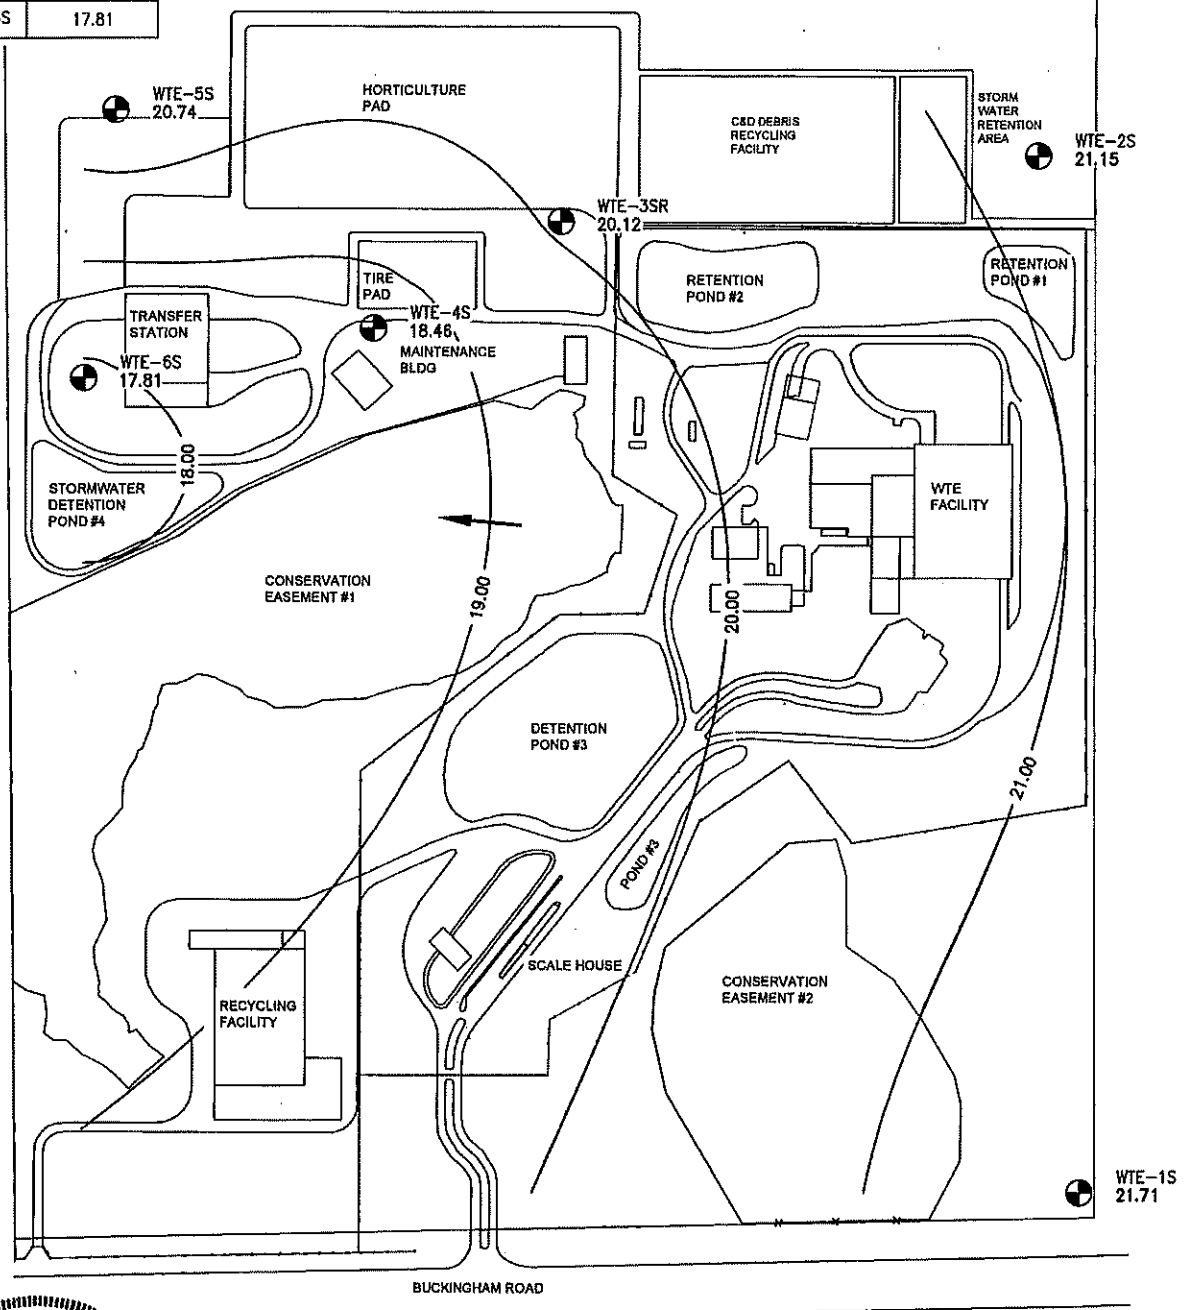 S 17.81
WTE-5S
20.74
HORTICULTURE
PAD
C&D DEBRIS
RECYCLING
FACILITY
STORM
WATER
RETENTION
AREA
WTE-2S
21.15
WTE-3SR
20.12
TIRE
PAD
RETENTION
POND #2
RETENTION
POND #1
TRANSFER
STATION
WTE-4S
18.46
MAINTENANCE
BLDG
WTE-6S
17.81
18.00
STORMWATER
DETENTION
POND #4
WTE
FACILITY
CONSERVATION
EASEMENT #1
19.00
20.00
DETENTION
POND #3
21.00
POND #3
SCALE HOUSE
CONSERVATION
EASEMENT #2
RECYCLING
FACILITY
WTE-1S
21.71
BUCKINGHAM ROAD